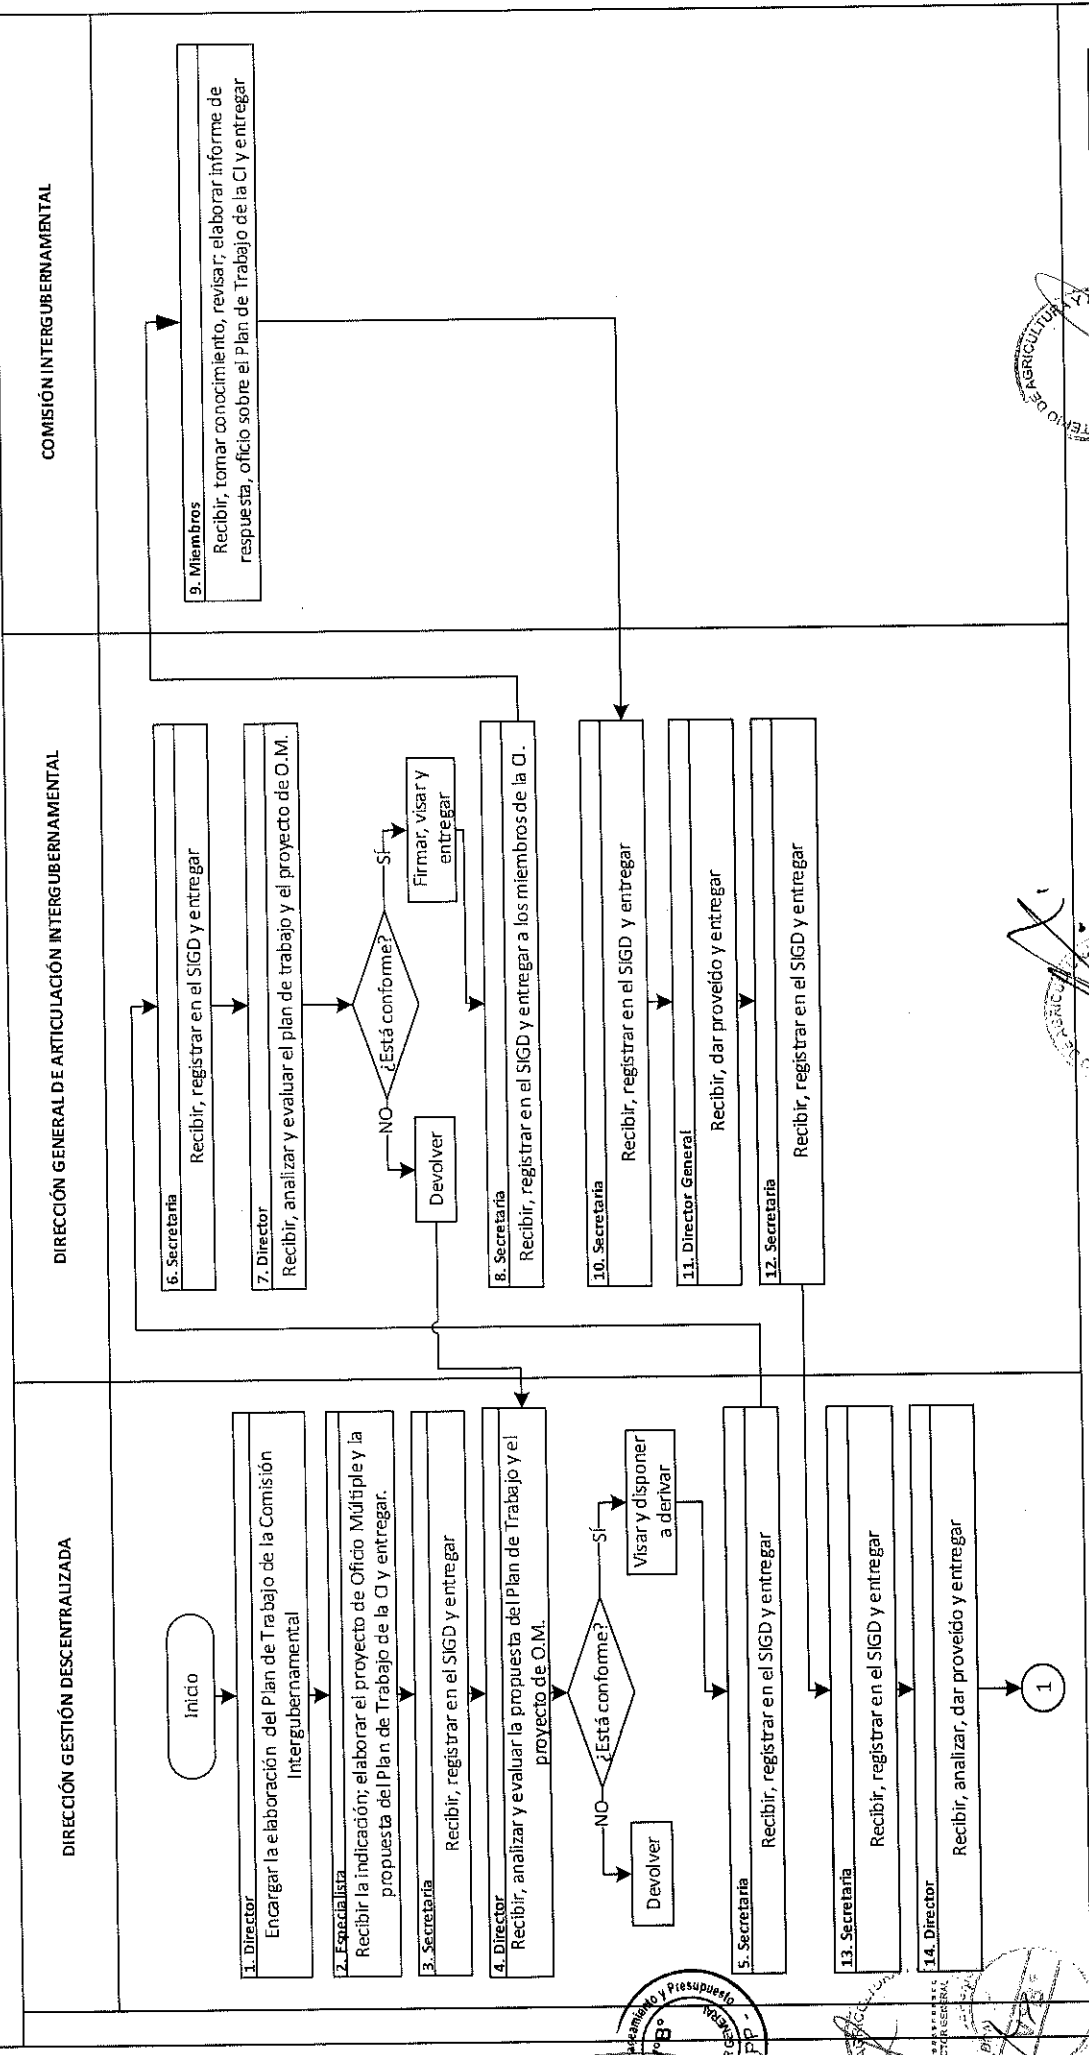 DIRECCIÓN GESTIÓN DESCENTRALIZADA
DIRECCIÓN GENERAL DE ARTICULACIÓN INTERGUBERNAMENTAL
COMISIÓN INTERGUBERNAMENTAL
Inicio
1. Director
Encargar la elaboración del Plan de Trabajo de la Comisión
Intergubernamental
2. Especialista
Recibir la indicación; elaborar el proyecto de Oficio Múltiple y la
propuesta del Plan de Trabajo de la CI y entregar.
3. Secretaria
Recibir, registrar en el SIGD y entregar
4. Director
Recibir, analizar y evaluar la propuesta del Plan de Trabajo y el
proyecto de O.M.
¿Está conforme?
NO
SÍ
Devolver
Visar y disponer
a derivar
5. Secretaria
Recibir, registrar en el SIGD y entregar
13. Secretaria
Recibir, registrar en el SIGD y entregar
14. Director
Recibir, analizar, dar proveído y entregar
1
6. Secretaria
Recibir, registrar en el SIGD y entregar
7. Director
Recibir, analizar y evaluar el plan de trabajo y el proyecto de O.M.
¿Está conforme?
NO
SÍ
Devolver
Firmar, visar y
entregar
8. Secretaria
Recibir, registrar en el SIGD y entregar a los miembros de la CI.
10. Secretaria
Recibir, registrar en el SIGD y entregar
11. Director General
Recibir, dar proveído y entregar
12. Secretaria
Recibir, registrar en el SIGD y entregar
9. Miembros
Recibir, tomar conocimiento, revisar; elaborar informe de
respuesta, oficio sobre el Plan de Trabajo de la CI y entregar
y Presupuesto
DE AGRICULTURA Y